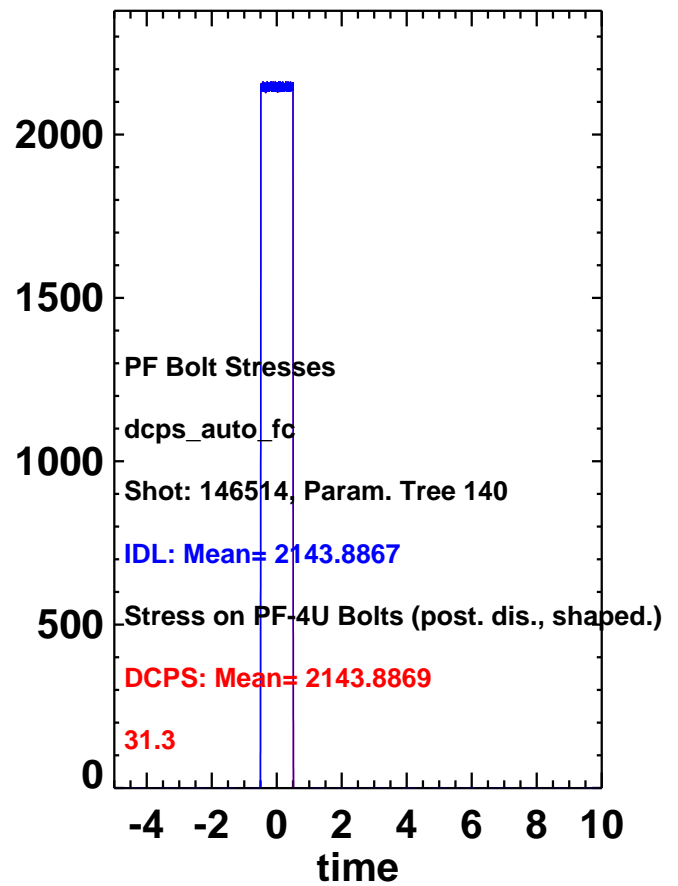 2000
1500
PF Bolt Stresses
dcps_auto_fc
1000
Shot: 146514, Param. Tree 140
IDL: Mean= 2143.8867
500
Stress on PF-4U Bolts (post. dis., shaped.)
DCPS: Mean= 2143.8869
31.3
0
-4 -2 0 2 4 6 8 10
time